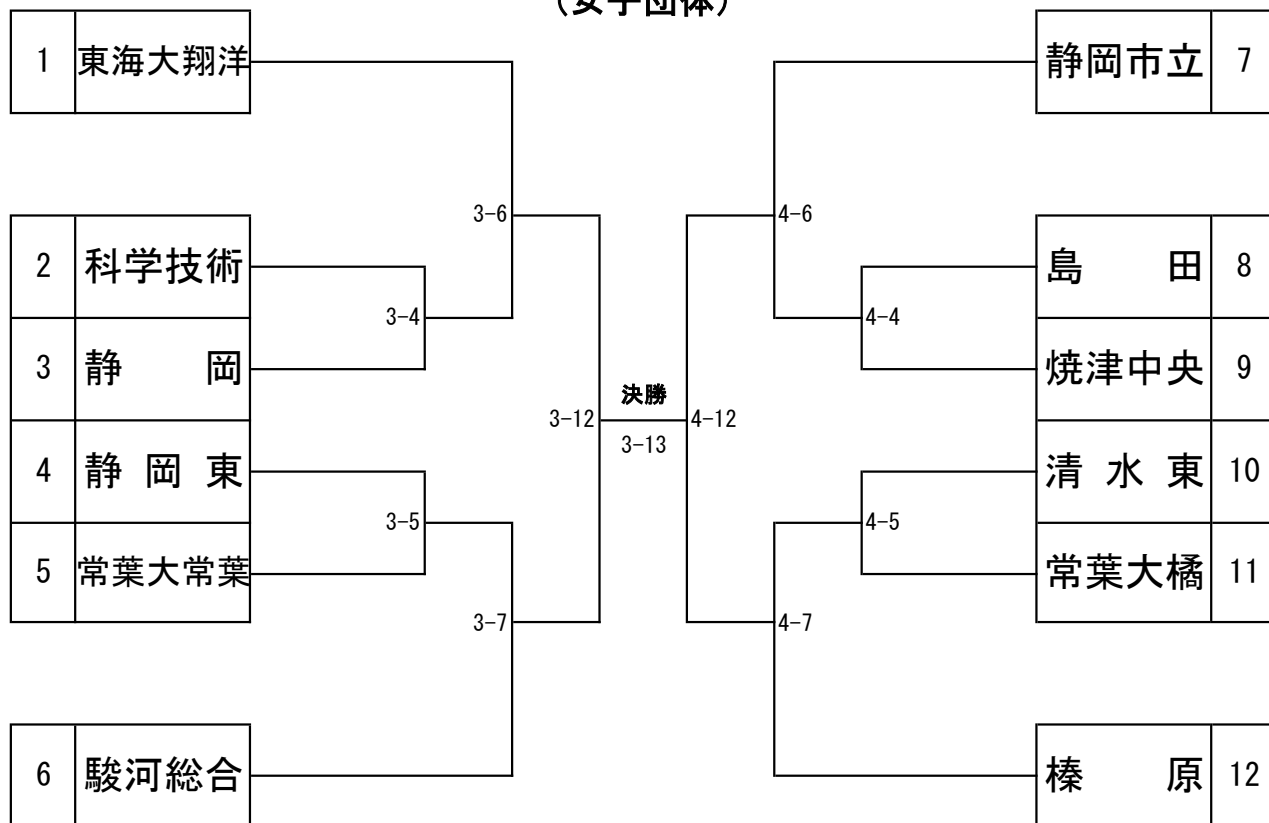 （女子団体）
1 東海大翔洋
静岡市立 7
3-6
4-6
2 科学技術
島　　田 8
3-4
4-4
3 静　　岡
焼津中央 9
決勝
3-12
4-12
3-13
4 静 岡 東
清 水 東 10
3-5
4-5
5 常葉大常葉
常葉大橘 11
3-7
4-7
6 駿河総合
榛　　原 12